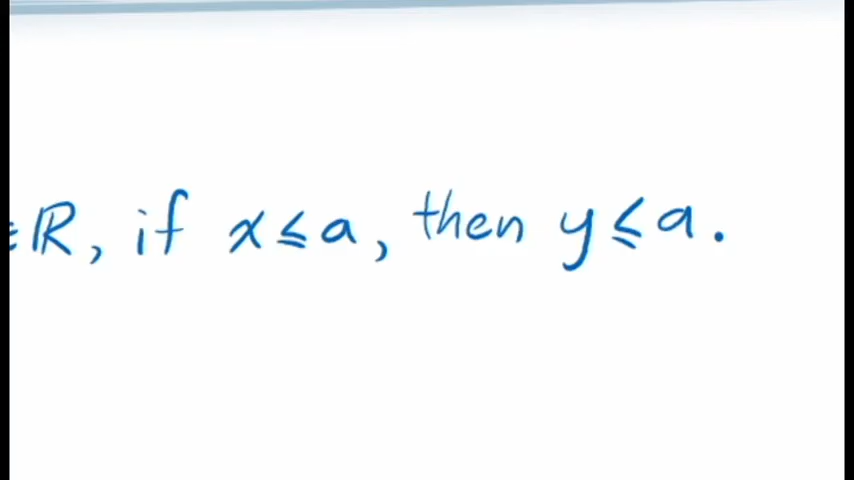 ∈ℝ, if x ≤ a, then y ≤ a.